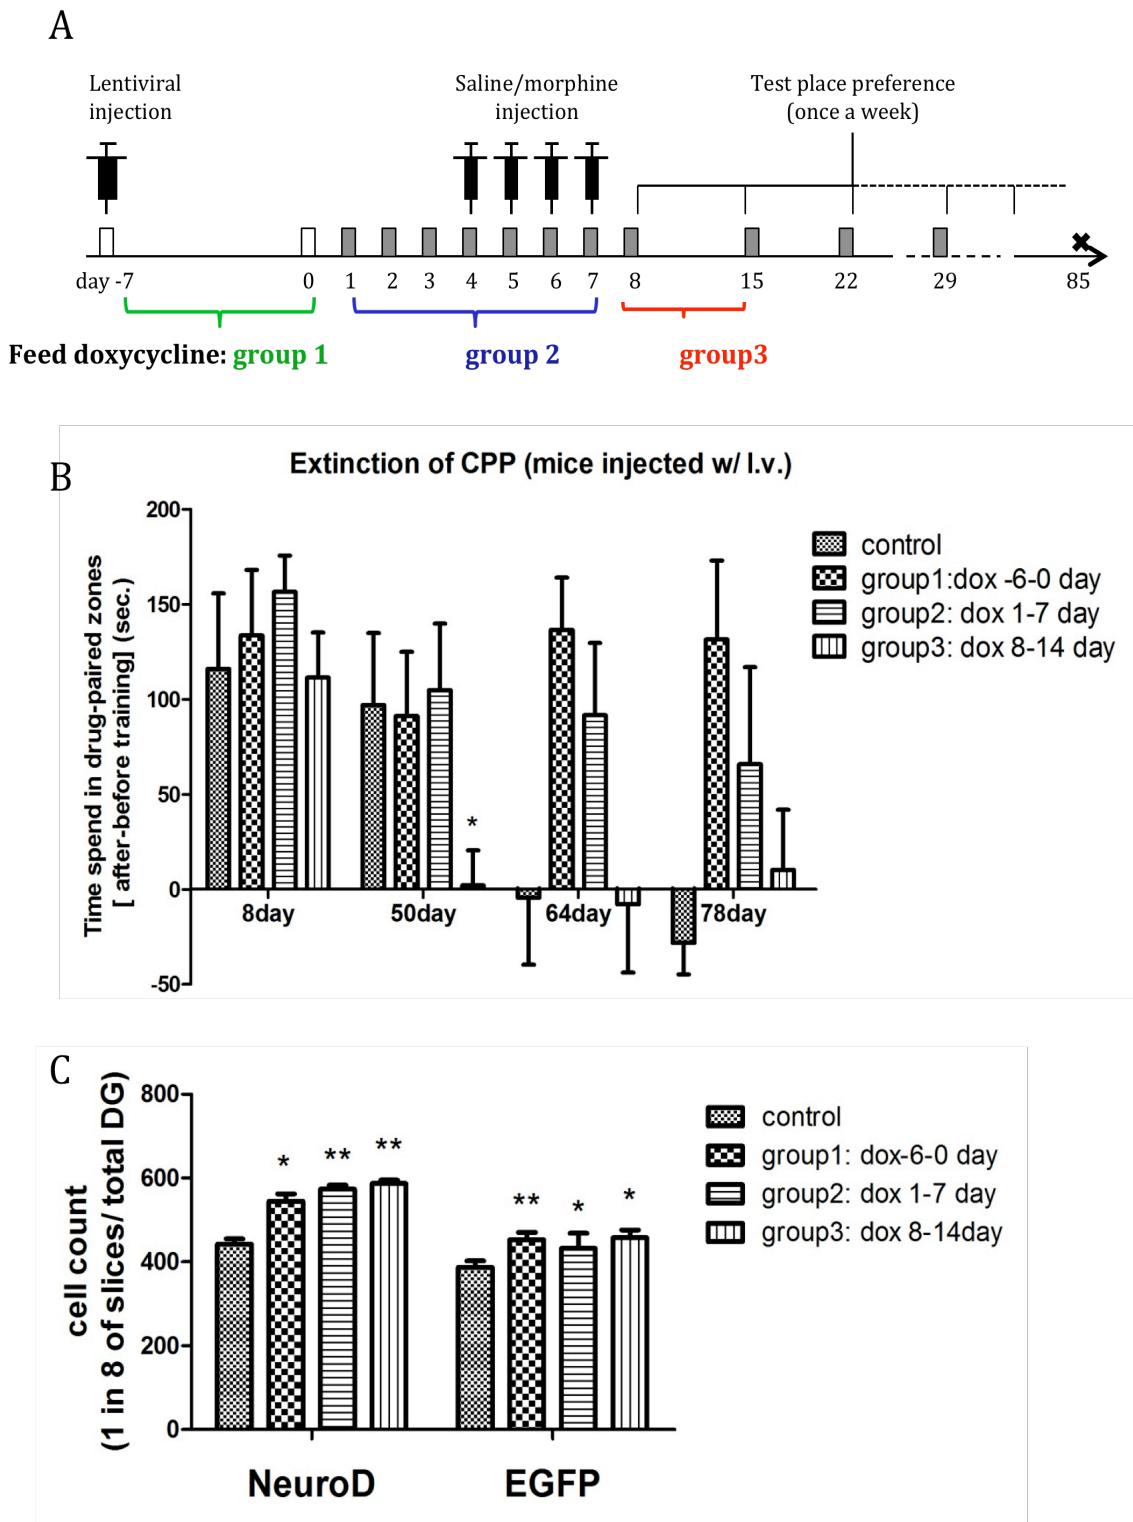 A
Lentiviral
injection
Saline/morphine
injection
Test place preference
(once a week)
day -7 0 1 2 3 4 5 6 7 8 15 22 29 85
Feed doxycycline: group 1 group 2 group3
B
Extinction of CPP (mice injected w/ l.v.)
Time spend in drug-paired zones
[ after-before training] (sec.)
200
150
100
50
0
-50
*
8day 50day 64day 78day
control
group1:dox -6-0 day
group2: dox 1-7 day
group3: dox 8-14 day
C
cell count
(1 in 8 of slices/ total DG)
800
600
400
200
0
* ** ** ** * *
NeuroD EGFP
control
group1: dox-6-0 day
group2: dox 1-7 day
group3: dox 8-14day